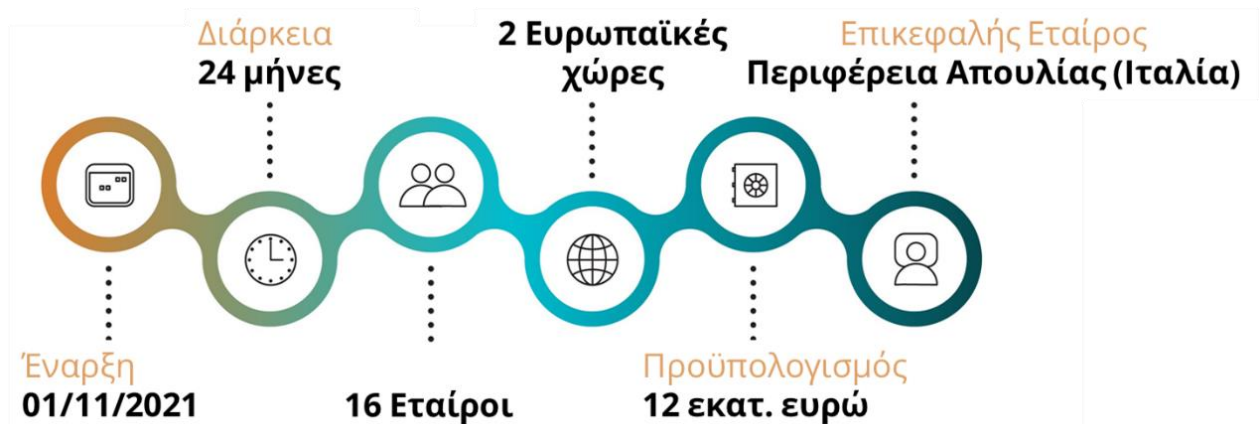 Διάρκεια
24 μήνες
2 Ευρωπαϊκές
χώρες
Επικεφαλής Εταίρος
Περιφέρεια Απουλίας (Ιταλία)
Έναρξη
01/11/2021
16 Εταίροι
Προϋπολογισμός
12 εκατ. ευρώ